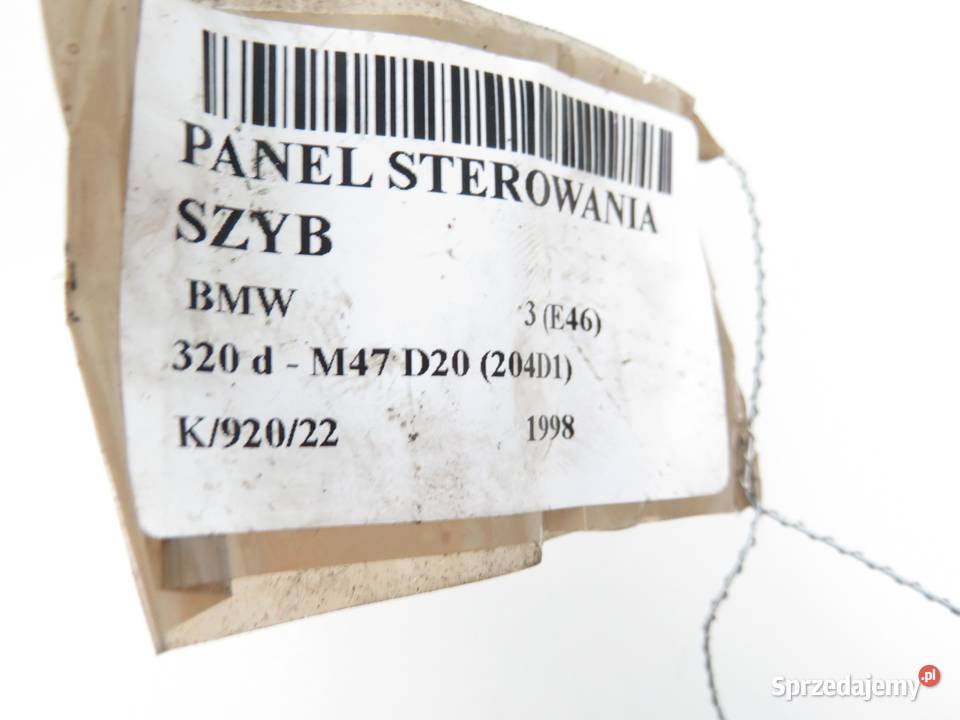 PANEL STEROWANIA
SZYB
BMW 3 (E46)
320 d - M47 D20 (204D1)
K/920/22 1998
Sprzedajemy.pl